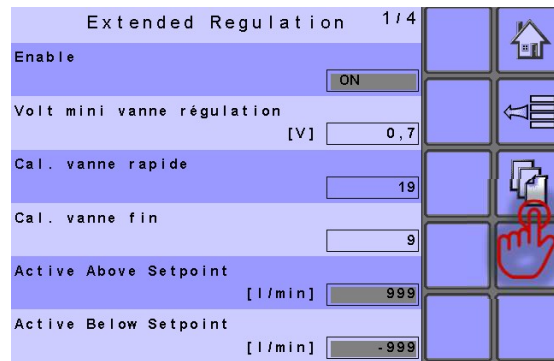 Extended Regulation 1/4
Enable
ON
Volt mini vanne régulation
[V] 0,7
Cal. vanne rapide
19
Cal. vanne fin
9
Active Above Setpoint
[l/min] 999
Active Below Setpoint
[l/min] -999